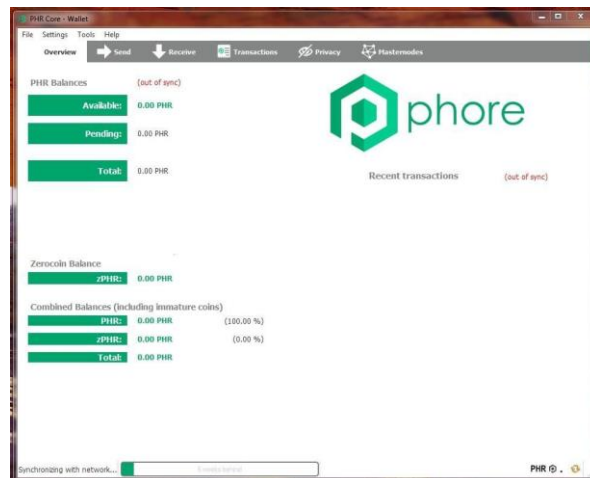 PHR Core - Wallet
File Settings Tools Help
Overview Send Receive Transactions Privacy Masternodes
PHR Balances (out of sync)
Available: 0.00 PHR
Pending: 0.00 PHR
Total: 0.00 PHR
phore
Recent transactions (out of sync)
Zerocoin Balance
zPHR: 0.00 PHR
Combined Balances (including immature coins)
PHR: 0.00 PHR (100.00 %)
zPHR: 0.00 PHR (0.00 %)
Total: 0.00 PHR
Synchronizing with network...
PHR